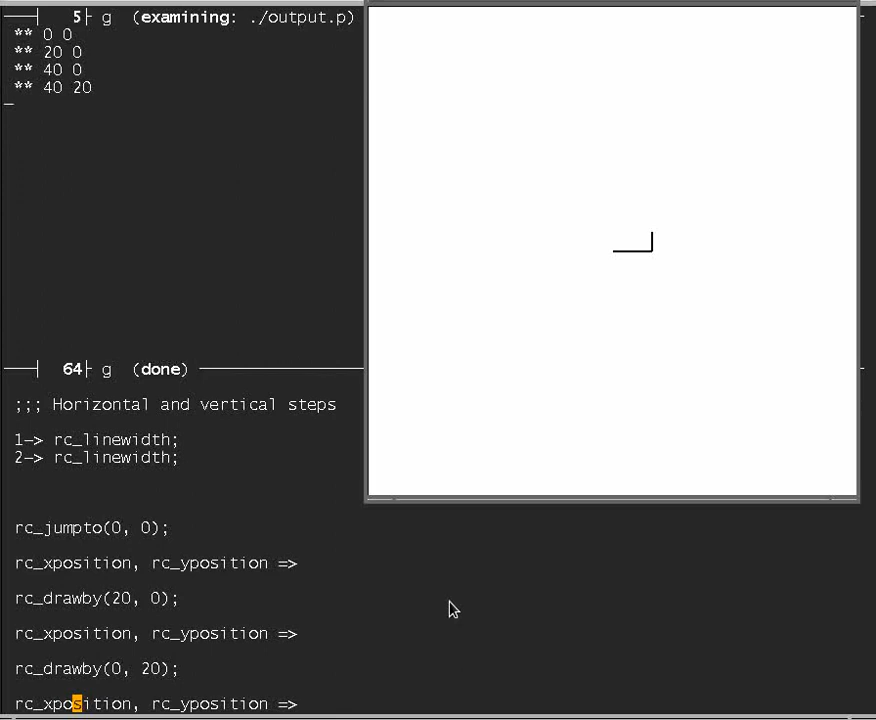 5 g (examining: ./output.p)
** 0 0
** 20 0
** 40 0
** 40 20
64 g (done)
;;; Horizontal and vertical steps
1-> rc_linewidth;
2-> rc_linewidth;
rc_jumpto(0, 0);
rc_xposition, rc_yposition =>
rc_drawby(20, 0);
rc_xposition, rc_yposition =>
rc_drawby(0, 20);
rc_xposition, rc_yposition =>